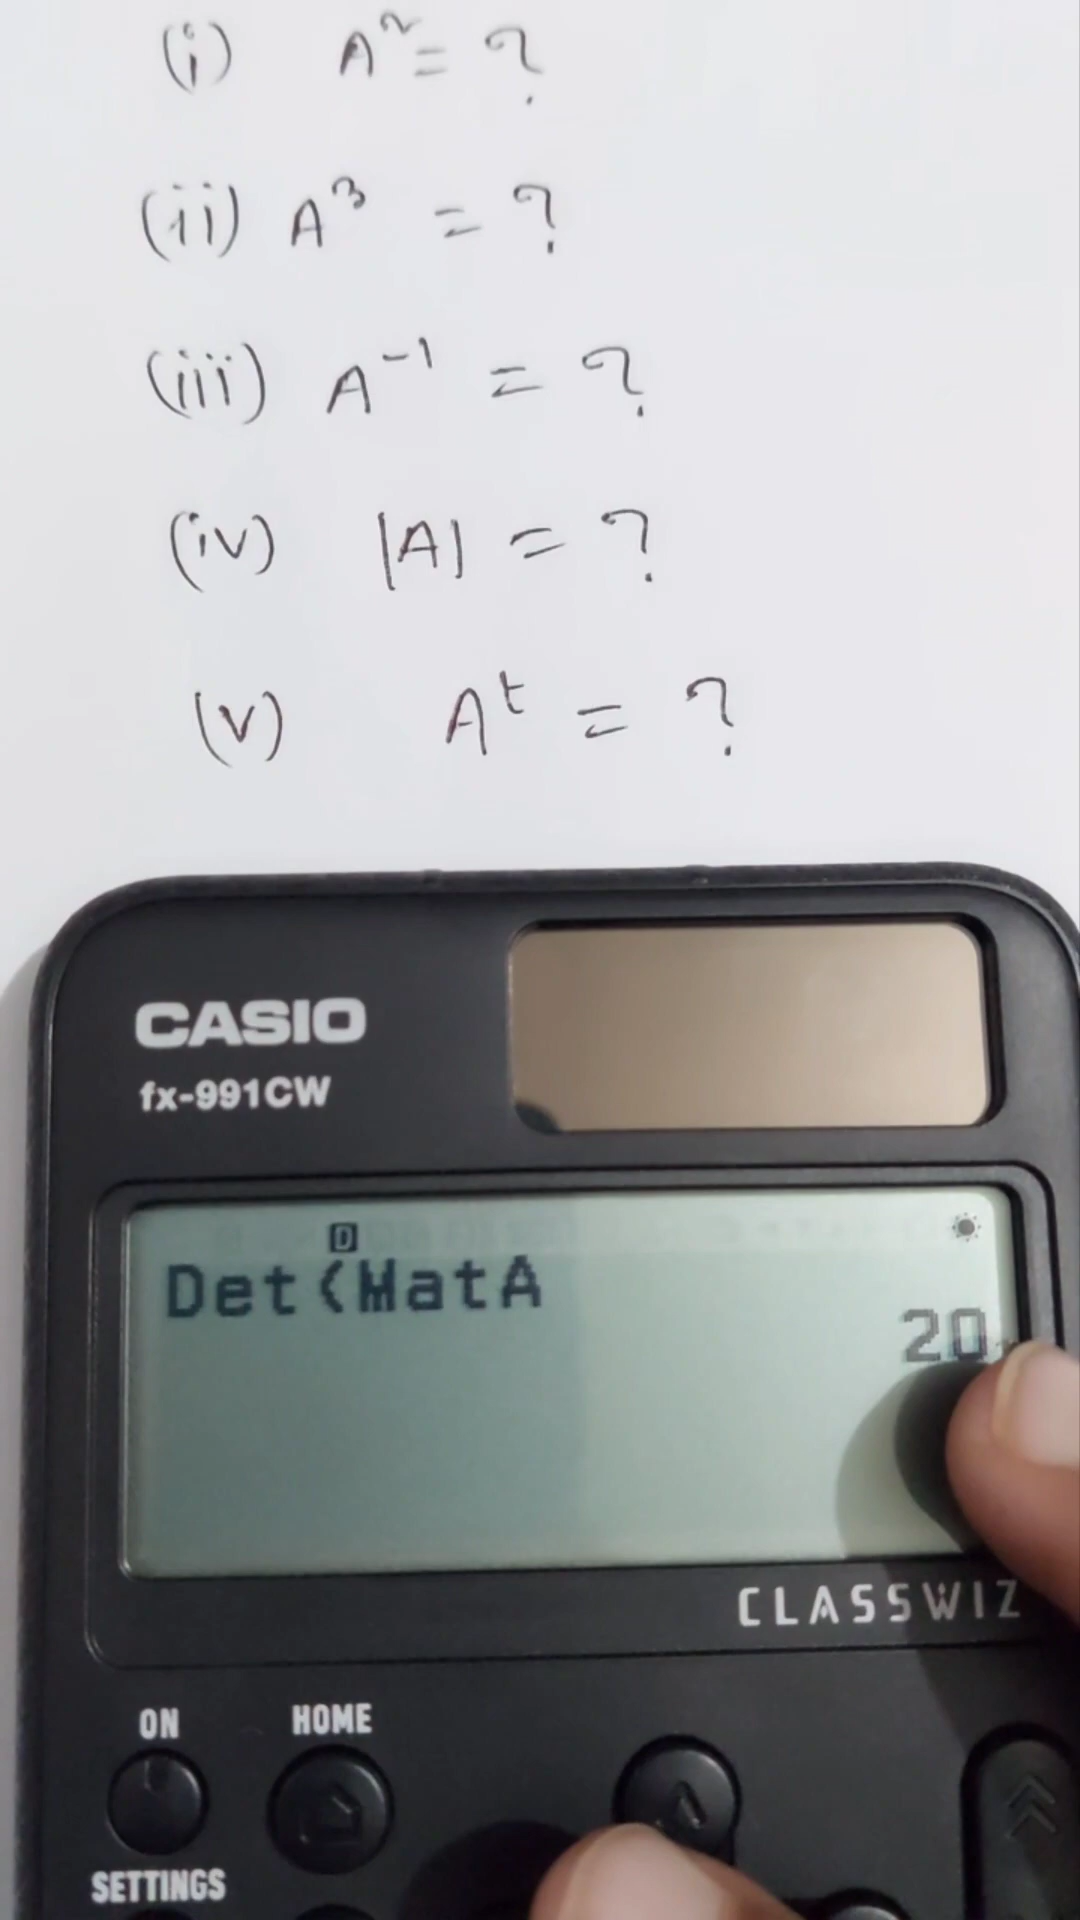 (i) A² = ?
(ii) A³ = ?
(iii) A⁻¹ = ?
(iv) |A| = ?
(v) Aᵗ = ?
CASIO
fx-991CW
D
Det(MatA
20
CLASSWIZ
ON HOME
SETTINGS